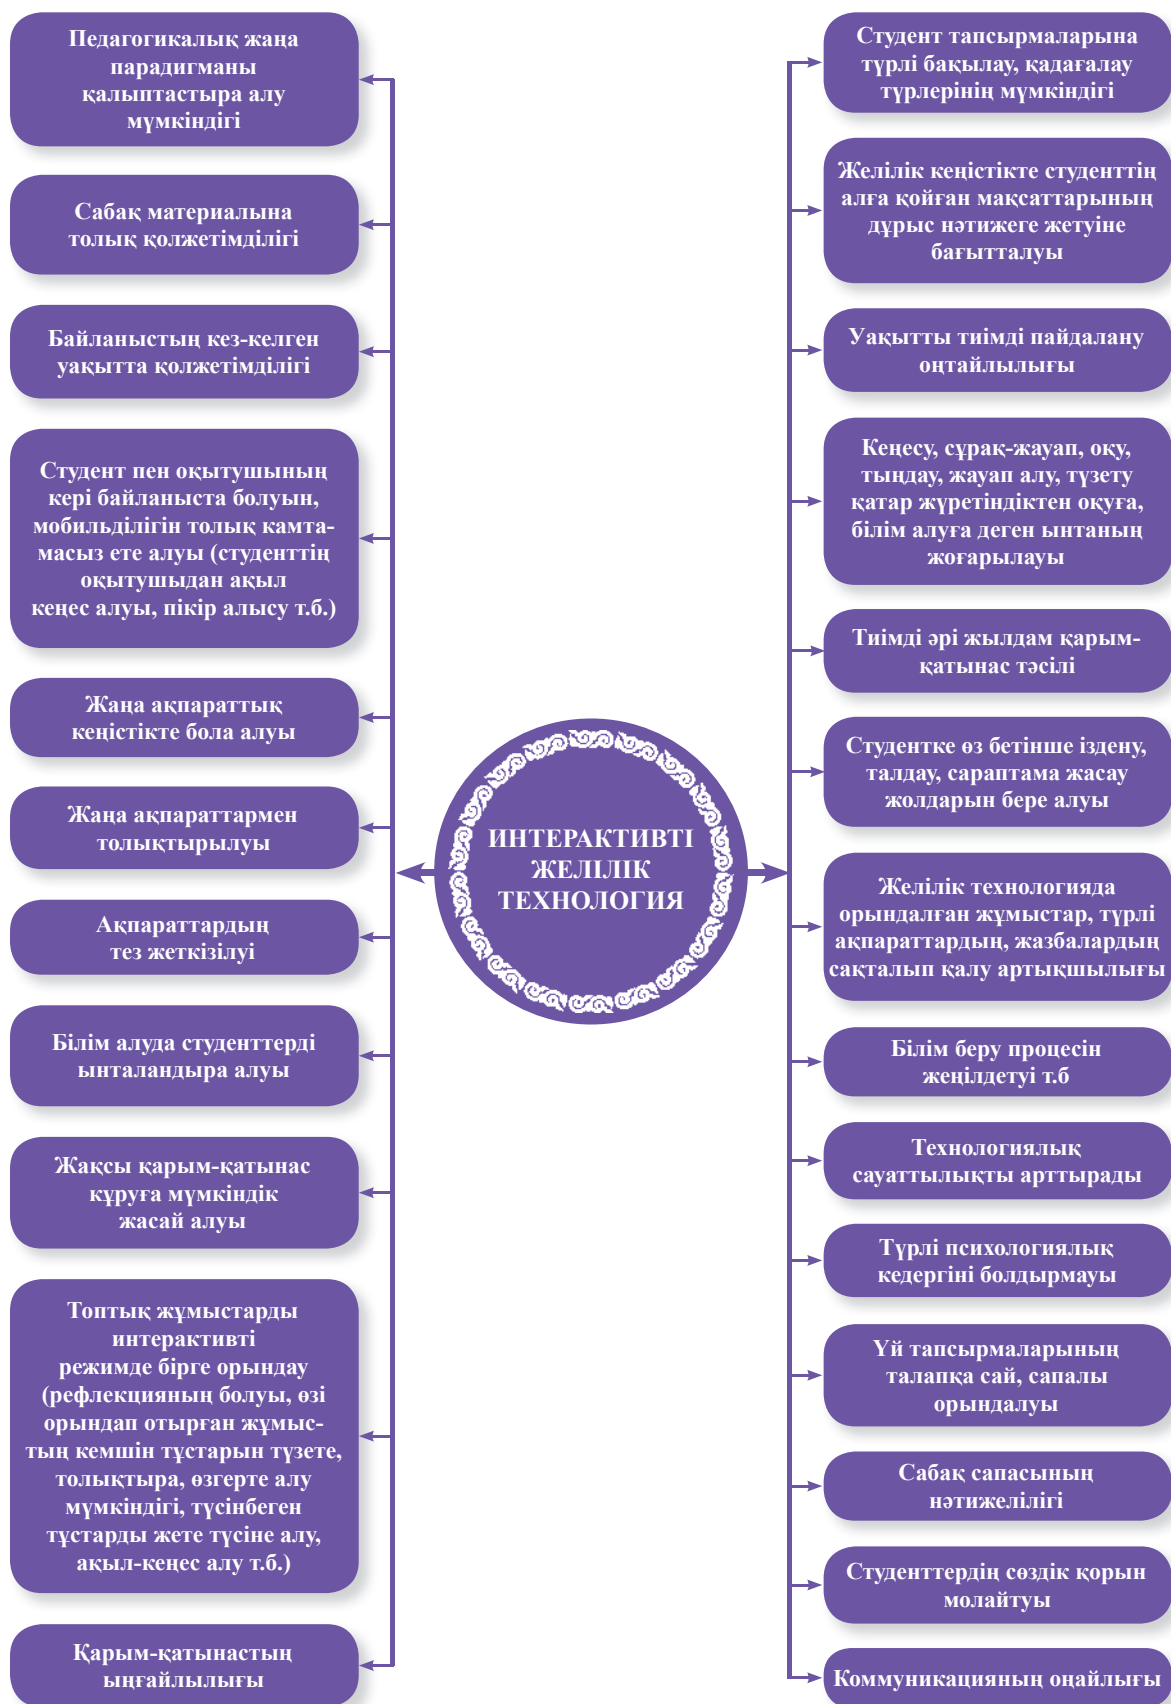 Педагогикалық жаңа
парадигманы
қалыптастыра алу
мүмкіндігі
Сабақ материалына
толық қолжетімділігі
Байланыстың кез-келген
уақытта қолжетімділігі
Студент пен оқытушының
кері байланыста болуын,
мобильділігін толық камта-
масыз ете алуы (студенттің
оқытушыдан ақыл
кеңес алуы, пікір алысу т.б.)
Жаңа ақпараттық
кеңістікте бола алуы
Жаңа ақпараттармен
толықтырылуы
Ақпараттардың
тез жеткізілуі
Білім алуда студенттерді
ынталандыра алуы
Жақсы қарым-қатынас
кұруға мүмкіндік
жасай алуы
Топтық жұмыстарды
интерактивті
режимде бірге орындау
(рефлекцияның болуы, өзі
орындап отырған жұмыс-
тың кемшін тұстарын түзете,
толықтыра, өзгерте алу
мүмкіндігі, түсінбеген
тұстарды жете түсіне алу,
ақыл-кеңес алу т.б.)
Қарым-қатынастың
ыңғайлылығы
ИНТЕРАКТИВТІ
ЖЕЛІЛІК
ТЕХНОЛОГИЯ
Студент тапсырмаларына
түрлі бақылау, қадағалау
түрлерінің мүмкіндігі
Желілік кеңістікте студенттің
алға қойған мақсаттарының
дұрыс нәтижеге жетуіне
бағытталуы
Уақытты тиімді пайдалану
оңтайлылығы
Кеңесу, сұрақ-жауап, оқу,
тыңдау, жауап алу, түзету
қатар жүретіндіктен оқуға,
білім алуға деген ынтаның
жоғарылауы
Тиімді әрі жылдам қарым-
қатынас тәсілі
Студентке өз бетінше іздену,
талдау, сараптама жасау
жолдарын бере алуы
Желілік технологияда
орындалған жұмыстар, түрлі
ақпараттардың, жазбалардың
сақталып қалу артықшылығы
Білім беру процесін
жеңілдетуі т.б
Технологиялық
сауаттылықты арттырады
Түрлі психологиялық
кедергіні болдырмауы
Үй тапсырмаларының
талапқа сай, сапалы
орындалуы
Сабақ сапасының
нәтижелілігі
Студенттердің сөздік қорын
молайтуы
Коммуникацияның оңайлығы